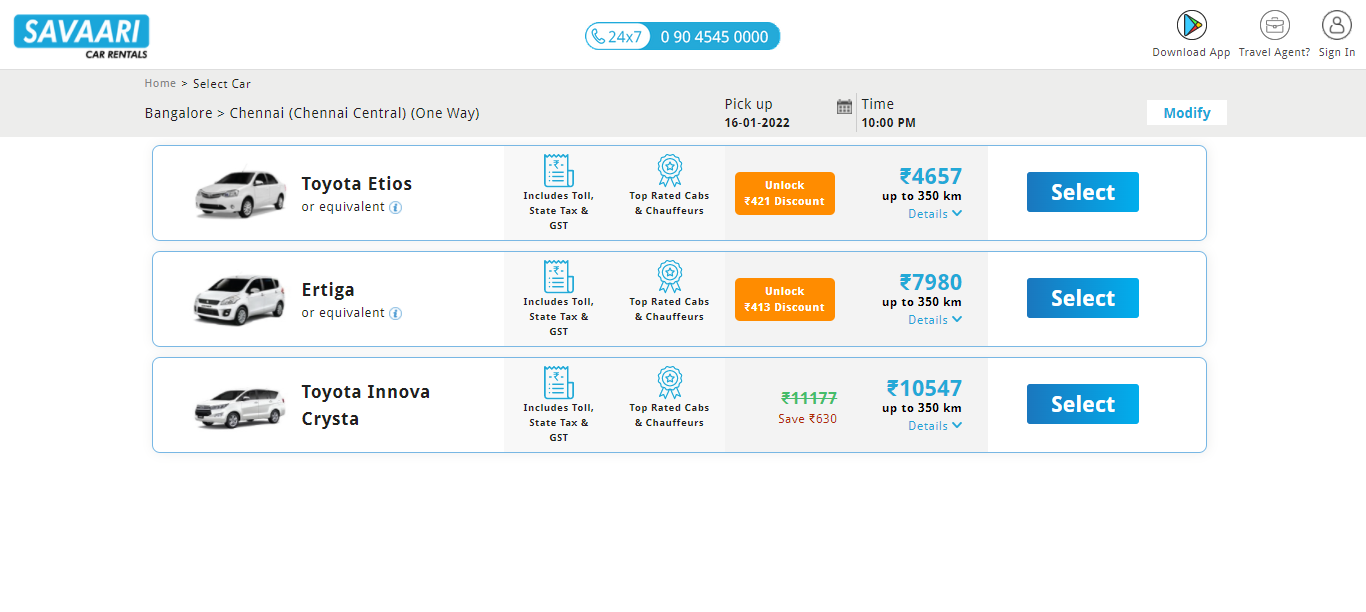 SAVAARI
CAR RENTALS
24x7 0 90 4545 0000
Download App
Travel Agent?
Sign In
Home > Select Car
Bangalore > Chennai (Chennai Central) (One Way)
Pick up
16-01-2022
Time
10:00 PM
Modify
Toyota Etios
or equivalent i
₹
Includes Toll,
State Tax &
GST
Top Rated Cabs
& Chauffeurs
Unlock
₹421 Discount
₹4657
up to 350 km
Details
Select
Ertiga
or equivalent i
₹
Includes Toll,
State Tax &
GST
Top Rated Cabs
& Chauffeurs
Unlock
₹413 Discount
₹7980
up to 350 km
Details
Select
Toyota Innova
Crysta
₹
Includes Toll,
State Tax &
GST
Top Rated Cabs
& Chauffeurs
₹11177
Save ₹630
₹10547
up to 350 km
Details
Select